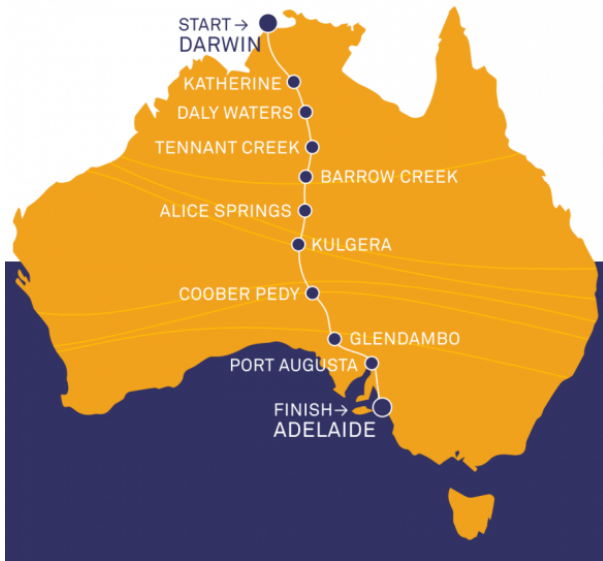 START→
DARWIN
KATHERINE
DALY WATERS
TENNANT CREEK
BARROW CREEK
ALICE SPRINGS
KULGERA
COOBER PEDY
GLENDAMBO
PORT AUGUSTA
FINISH→
ADELAIDE